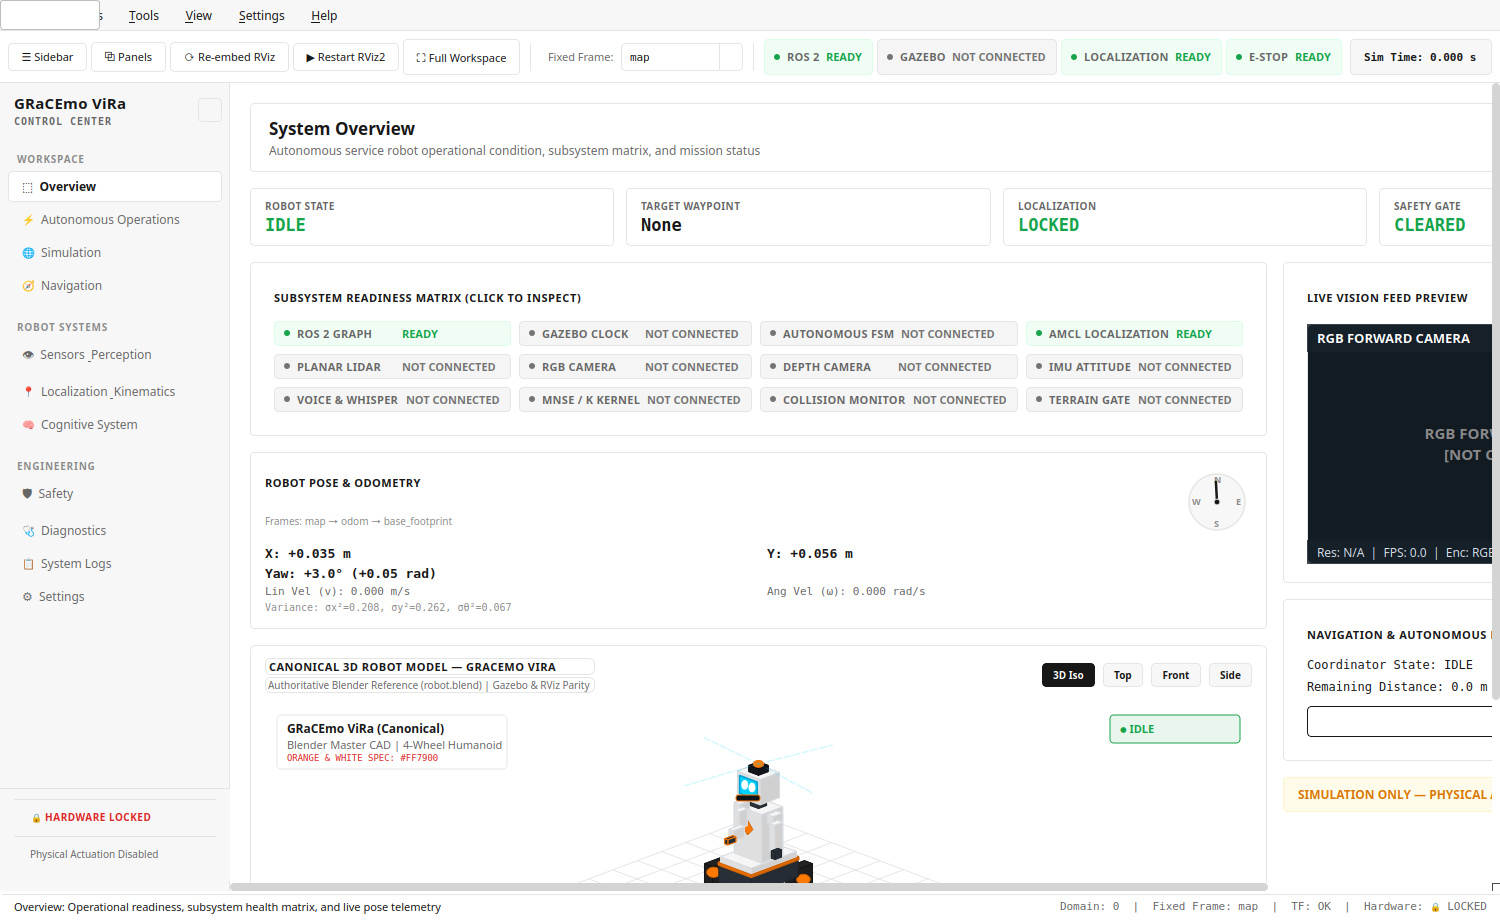 s Tools View Settings Help
☰ Sidebar Panels ⟳ Re-embed RViz ▶ Restart RViz2 ⛶ Full Workspace Fixed Frame: map ● ROS 2 READY ● GAZEBO NOT CONNECTED ● LOCALIZATION READY ● E-STOP READY Sim Time: 0.000 s
GRaCEmo ViRa
CONTROL CENTER
WORKSPACE
Overview
Autonomous Operations
Simulation
Navigation
ROBOT SYSTEMS
Sensors _Perception
Localization _Kinematics
Cognitive System
ENGINEERING
Safety
Diagnostics
System Logs
Settings
HARDWARE LOCKED
Physical Actuation Disabled
System Overview
Autonomous service robot operational condition, subsystem matrix, and mission status
ROBOT STATE
IDLE
TARGET WAYPOINT
None
LOCALIZATION
LOCKED
SAFETY GATE
CLEARED
SUBSYSTEM READINESS MATRIX (CLICK TO INSPECT)
● ROS 2 GRAPH READY ● GAZEBO CLOCK NOT CONNECTED ● AUTONOMOUS FSM NOT CONNECTED ● AMCL LOCALIZATION READY
● PLANAR LIDAR NOT CONNECTED ● RGB CAMERA NOT CONNECTED ● DEPTH CAMERA NOT CONNECTED ● IMU ATTITUDE NOT CONNECTED
● VOICE & WHISPER NOT CONNECTED ● MNSE / K KERNEL NOT CONNECTED ● COLLISION MONITOR NOT CONNECTED ● TERRAIN GATE NOT CONNECTED
ROBOT POSE & ODOMETRY
N
W E
S
Frames: map → odom → base_footprint
X: +0.035 m Y: +0.056 m
Yaw: +3.0° (+0.05 rad)
Lin Vel (v): 0.000 m/s Ang Vel (ω): 0.000 rad/s
Variance: σx²=0.208, σy²=0.262, σθ²=0.067
CANONICAL 3D ROBOT MODEL — GRACEMO VIRA
Authoritative Blender Reference (robot.blend) | Gazebo & RViz Parity
3D Iso Top Front Side
GRaCEmo ViRa (Canonical)
Blender Master CAD | 4-Wheel Humanoid
ORANGE & WHITE SPEC: #FF7900
● IDLE
LIVE VISION FEED PREVIEW
RGB FORWARD CAMERA
RGB FORW
[NOT C
Res: N/A | FPS: 0.0 | Enc: RGB
NAVIGATION & AUTONOMOUS
Coordinator State: IDLE
Remaining Distance: 0.0 m
SIMULATION ONLY — PHYSICAL
Overview: Operational readiness, subsystem health matrix, and live pose telemetry
Domain: 0 | Fixed Frame: map | TF: OK | Hardware: 🔒 LOCKED